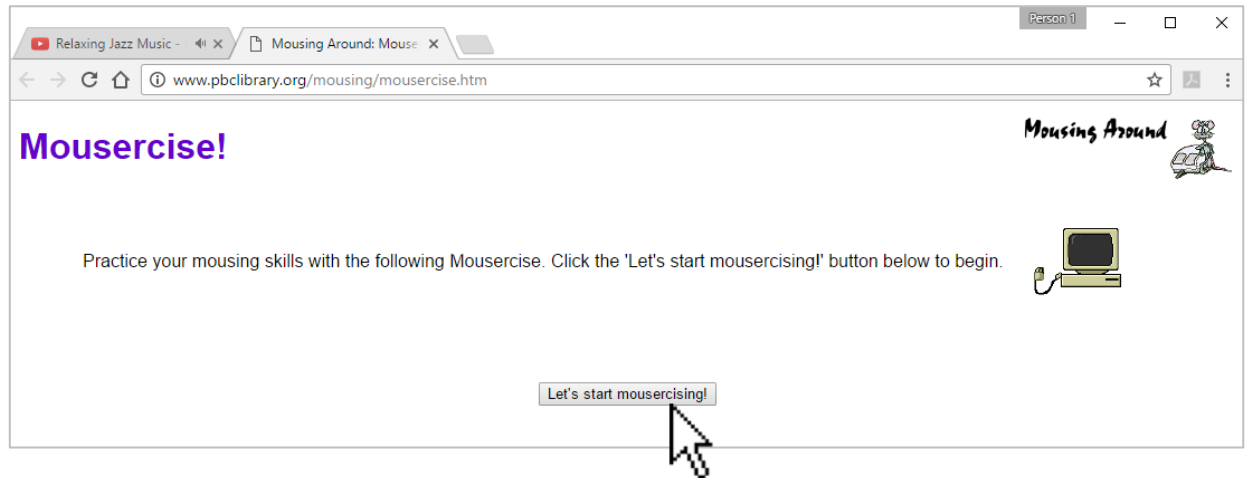 Person 1
Relaxing Jazz Music -
Mousing Around: Mouse
www.pbclibrary.org/mousing/mousercise.htm
Mousercise!
Mousing Around
Practice your mousing skills with the following Mousercise. Click the 'Let's start mousercising!' button below to begin.
Let's start mousercising!